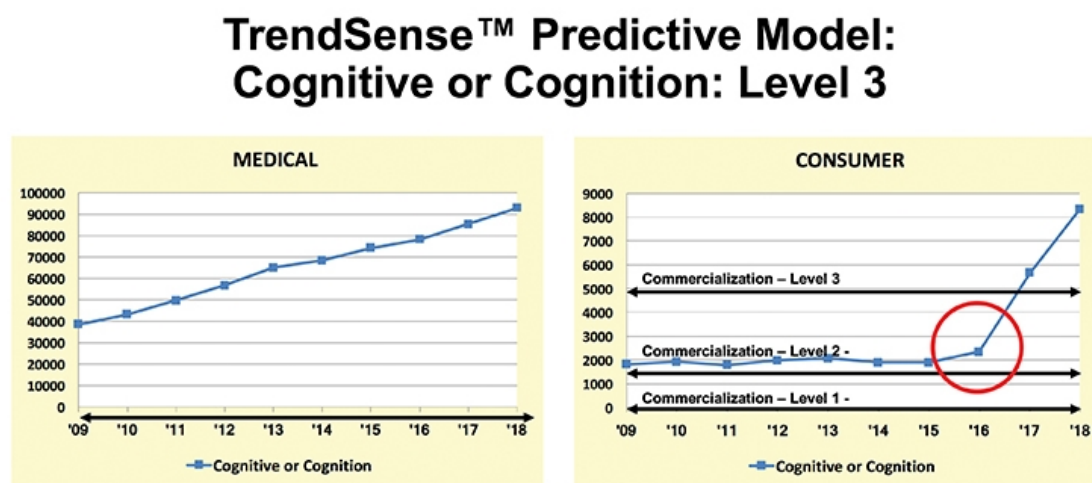 TrendSense™ Predictive Model:
Cognitive or Cognition: Level 3
MEDICAL
100000
90000
80000
70000
60000
50000
40000
30000
20000
10000
0
'09 '10 '11 '12 '13 '14 '15 '16 '17 '18
Cognitive or Cognition
CONSUMER
9000
8000
7000
6000
5000
4000
3000
2000
1000
0
Commercialization – Level 3
Commercialization – Level 2 -
Commercialization – Level 1 -
'09 '10 '11 '12 '13 '14 '15 '16 '17 '18
Cognitive or Cognition